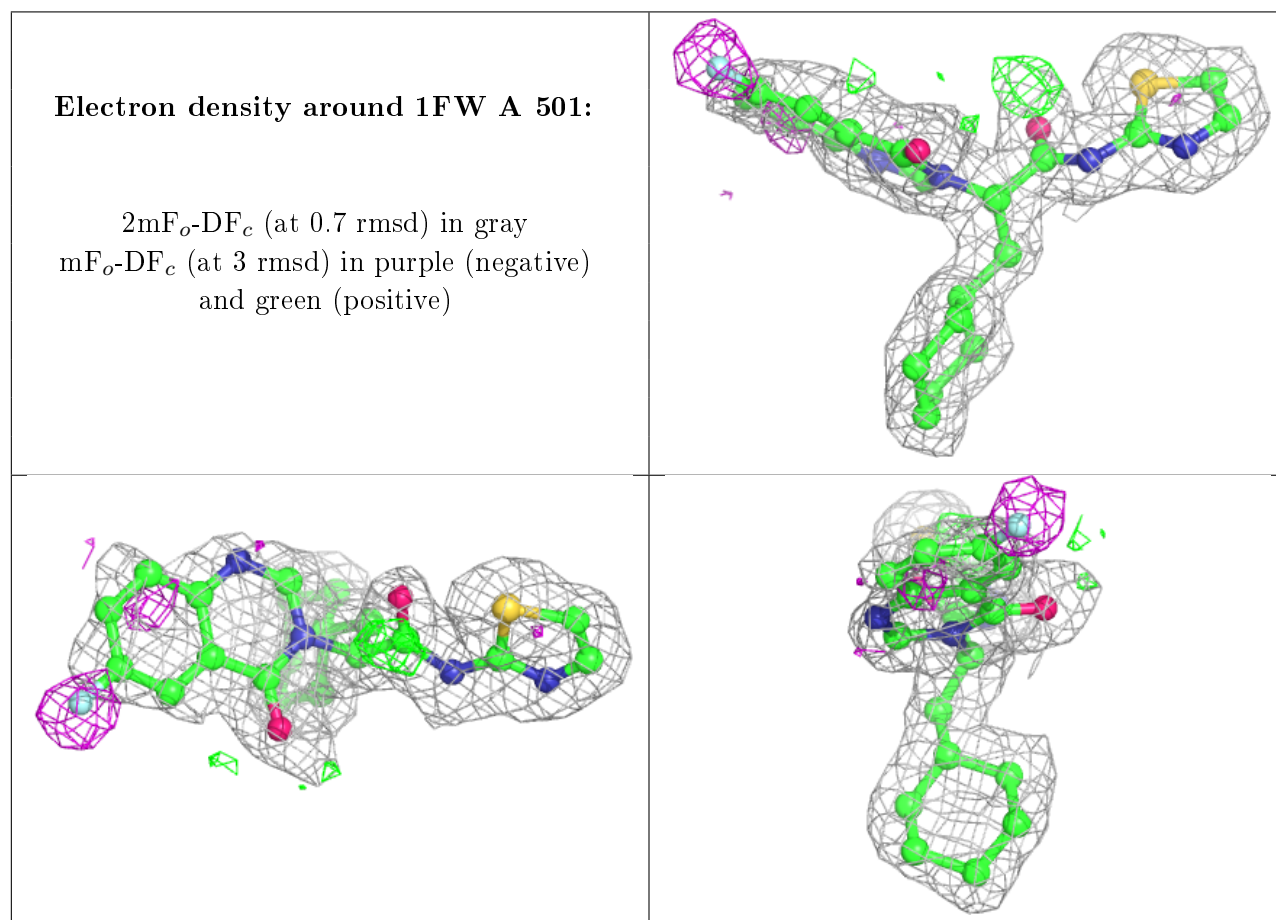 Electron density around 1FW A 501:
2mFₒ-DF𝒸 (at 0.7 rmsd) in gray
mFₒ-DF𝒸 (at 3 rmsd) in purple (negative)
and green (positive)